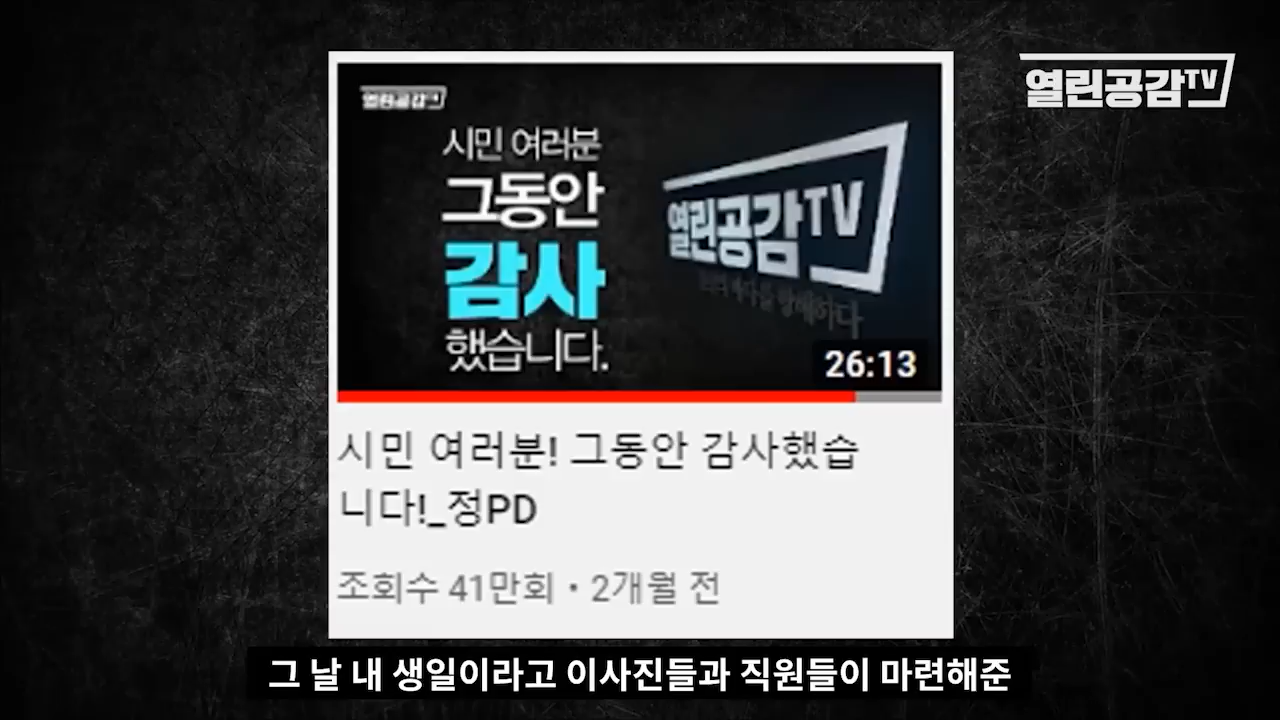 열린공감TV
열린공감TV
시민 여러분
그동안
감사
했습니다.
열린공감TV
26:13
시민 여러분! 그동안 감사했습
니다!_정PD
조회수 41만회 • 2개월 전
그 날 내 생일이라고 이사진들과 직원들이 마련해준